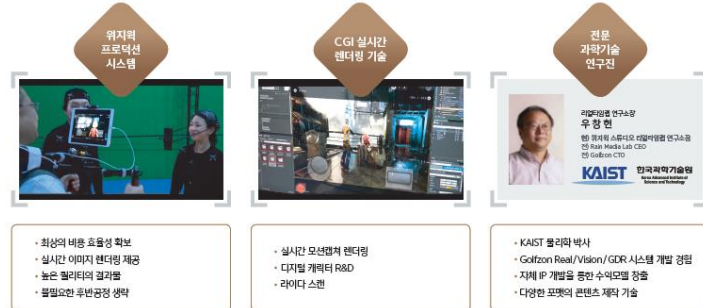 위지윅
프로덕션
시스템
CGI 실시간
렌더링 기술
전문
과학기술
연구진
리얼타임랩 연구소장
우창헌
현) 위지윅 스튜디오 리얼타임랩 연구소장
전) Rain Media Lab CEO
전) Golfzon CTO
KAIST
한국과학기술원
Korea Advanced Institute of
Science and Technology
• 최상의 비용 효율성 확보
• 실시간 이미지 렌더링 제공
• 높은 퀄리티의 결과물
• 불필요한 후반공정 생략
• 실시간 모션캡쳐 렌더링
• 디지털 캐릭터 R&D
• 라이다 스캔
• KAIST 물리학 박사
• Golfzon Real / Vision / GDR 시스템 개발 경험
• 자체 IP 개발을 통한 수익모델 창출
• 다양한 포맷의 콘텐츠 제작 기술